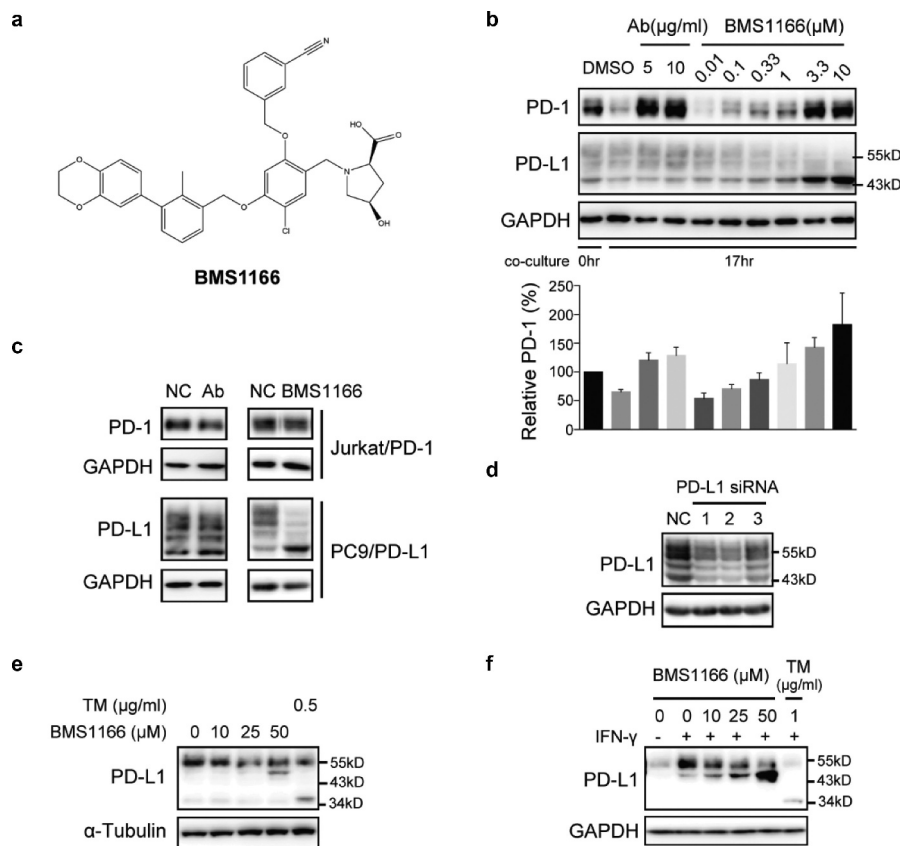 a
N
HO
O
O
O
N
OH
O
O
Cl
BMS1166
b
Ab(µg/ml) BMS1166(µM)
DMSO 5 10 0.01 0.1 0.33 1 3.3 10
PD-1
PD-L1
55kD
43kD
GAPDH
co-culture 0hr 17hr
Relative PD-1 (%)
250
200
150
100
50
0
c
NC Ab NC BMS1166
PD-1
GAPDH
Jurkat/PD-1
PD-L1
GAPDH
PC9/PD-L1
d
PD-L1 siRNA
NC 1 2 3
PD-L1
55kD
43kD
GAPDH
e
TM (µg/ml) 0.5
BMS1166 (µM) 0 10 25 50
PD-L1
55kD
43kD
34kD
α-Tubulin
f
BMS1166 (µM) TM (µg/ml)
0 0 10 25 50 1
IFN-γ - + + + + +
PD-L1
55kD
43kD
34kD
GAPDH